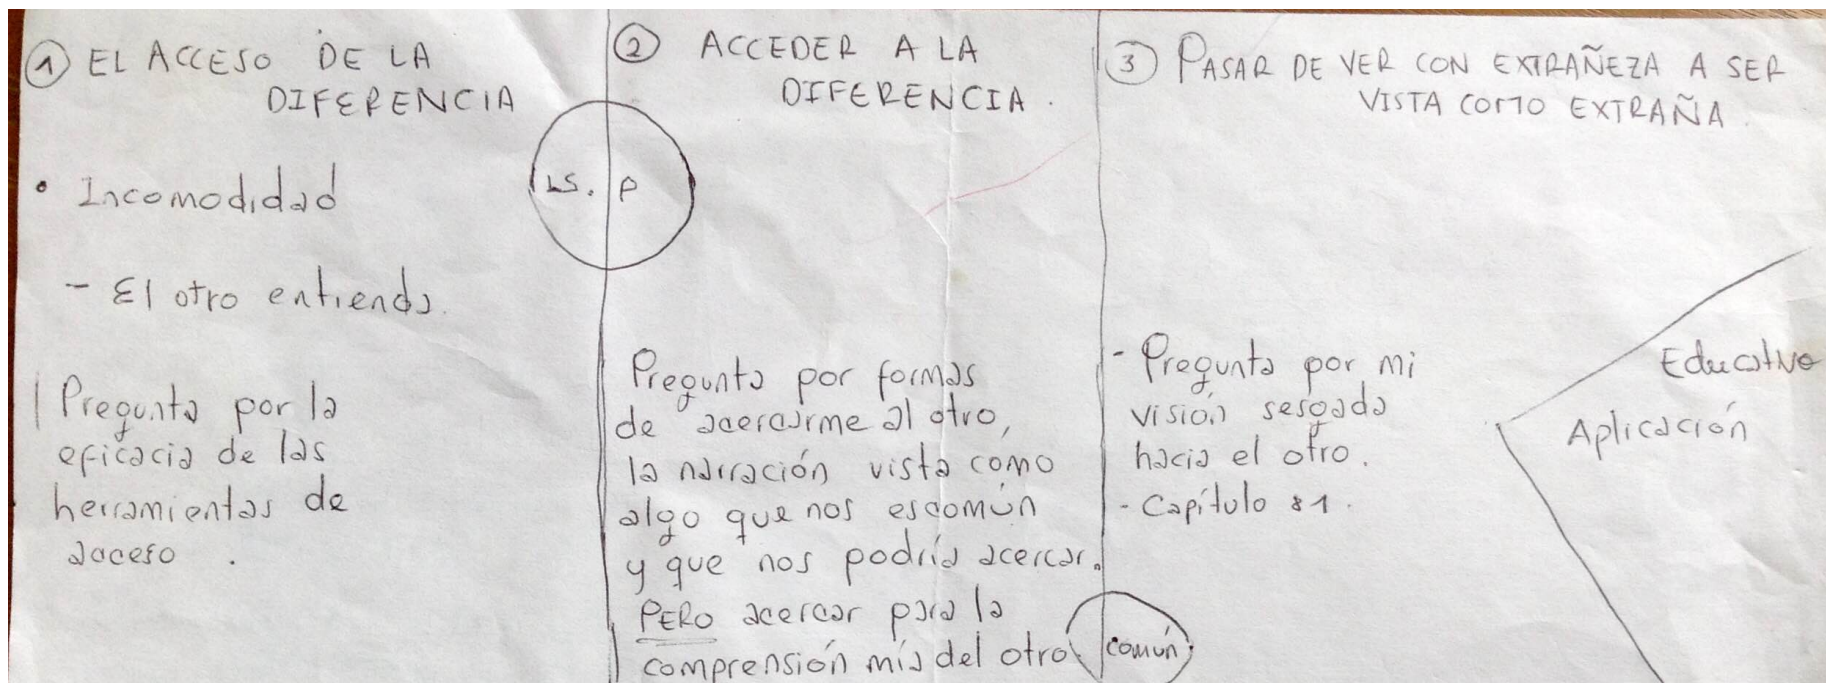 1 EL ACCESO DE LA
DIFERENCIA
• Incomodidad
- El otro entienda.
Pregunta por la
eficacia de las
herramientas de
acceso.
LS. P
2 ACCEDER A LA
DIFERENCIA.
Pregunta por formas
de acercarme al otro,
la narración vista como
algo que nos es común
y que nos podría acercar.
PERO acercar para la
comprensión mía del otro
común
3 PASAR DE VER CON EXTRAÑEZA A SER
VISTA COMO EXTRAÑA.
- Pregunta por mi
visión sesgada
hacia el otro.
- Capítulo 81.
Educativo
Aplicación